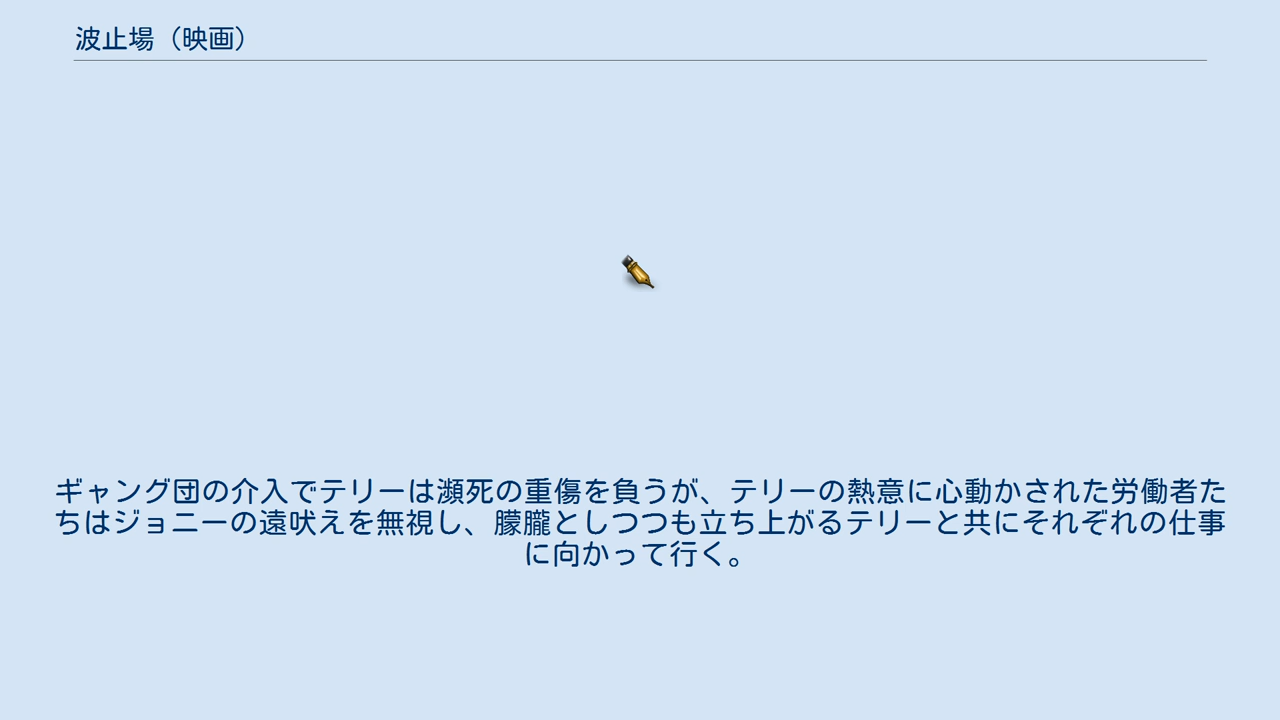 波止場（映画）
ギャング団の介入でテリーは瀕死の重傷を負うが、テリーの熱意に心動かされた労働者た
ちはジョニーの遠吠えを無視し、朦朧としつつも立ち上がるテリーと共にそれぞれの仕事
に向かって行く。